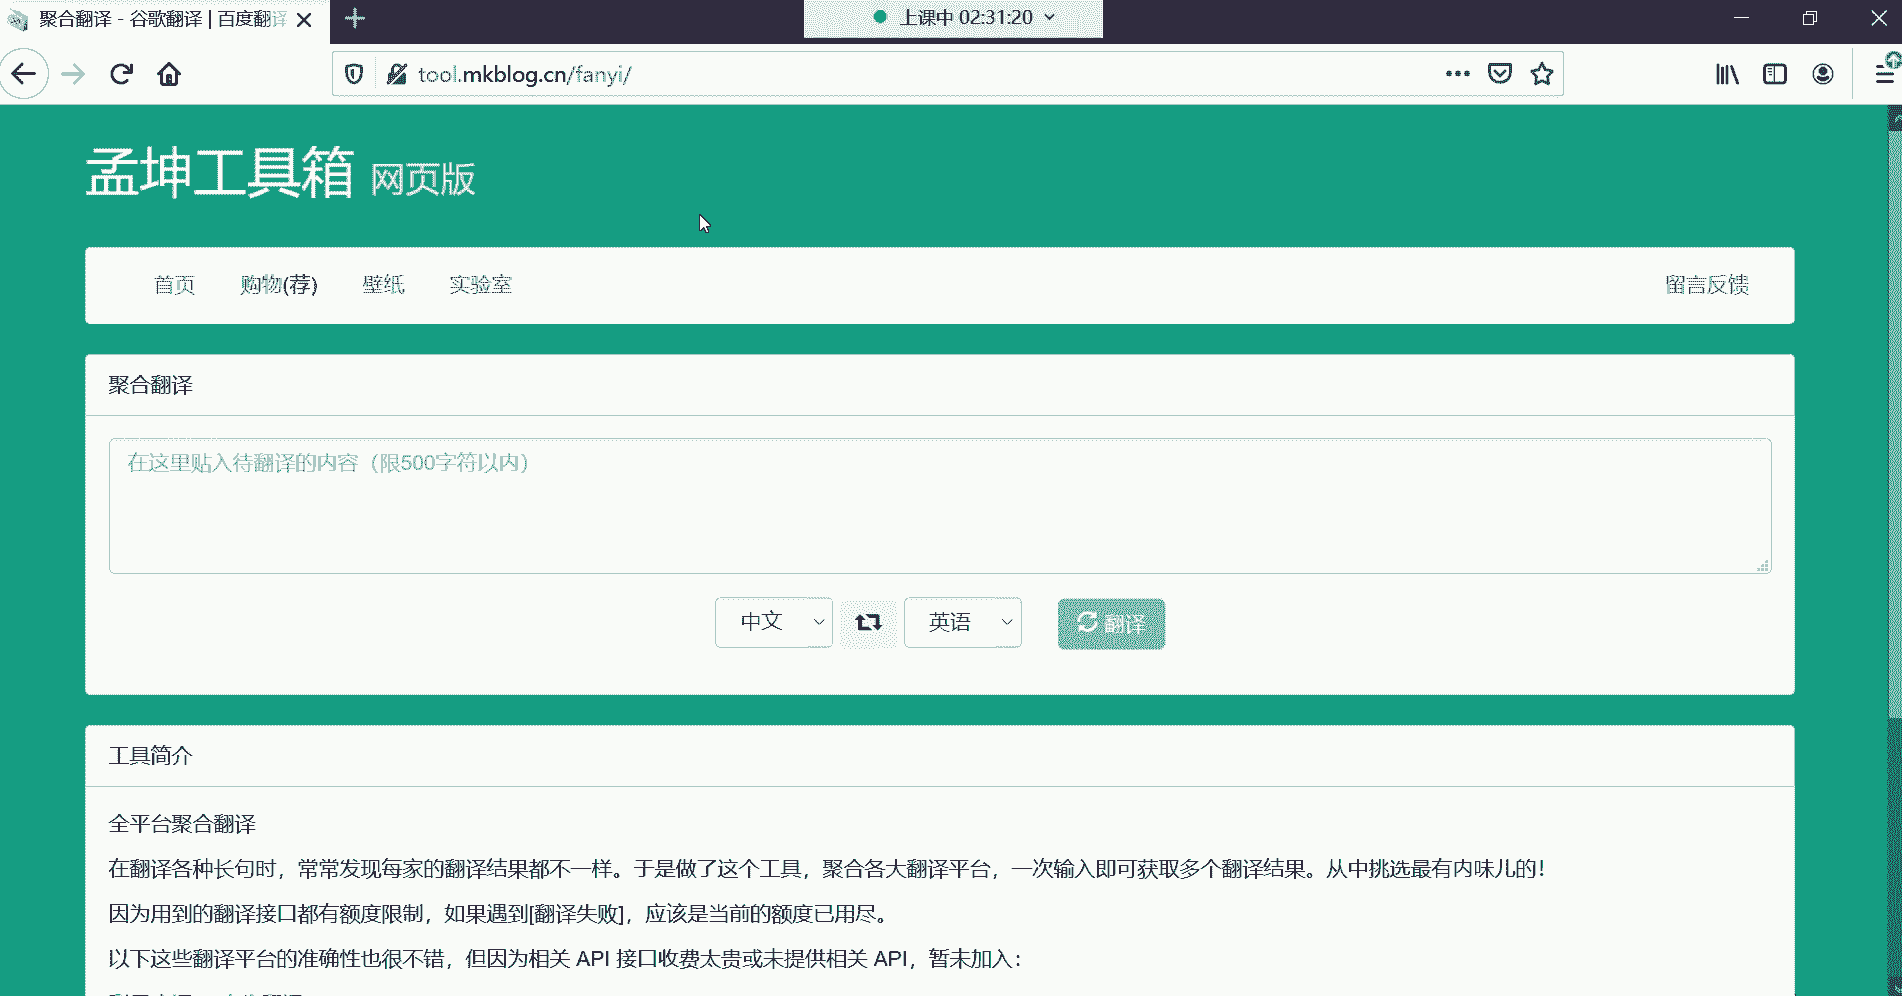 聚合翻译 - 谷歌翻译 | 百度翻译
上课中 02:31:20
tool.mkblog.cn/fanyi/
孟坤工具箱 网页版
首页 购物(荐) 壁纸 实验室 留言反馈
聚合翻译
在这里贴入待翻译的内容（限500字符以内）
中文 英语 翻译
工具简介
全平台聚合翻译
在翻译各种长句时，常常发现每家的翻译结果都不一样。于是做了这个工具，聚合各大翻译平台，一次输入即可获取多个翻译结果。从中挑选最有内味儿的！
因为用到的翻译接口都有额度限制，如果遇到[翻译失败]，应该是当前的额度已用尽。
以下这些翻译平台的准确性也很不错，但因为相关 API 接口收费太贵或未提供相关 API，暂未加入：